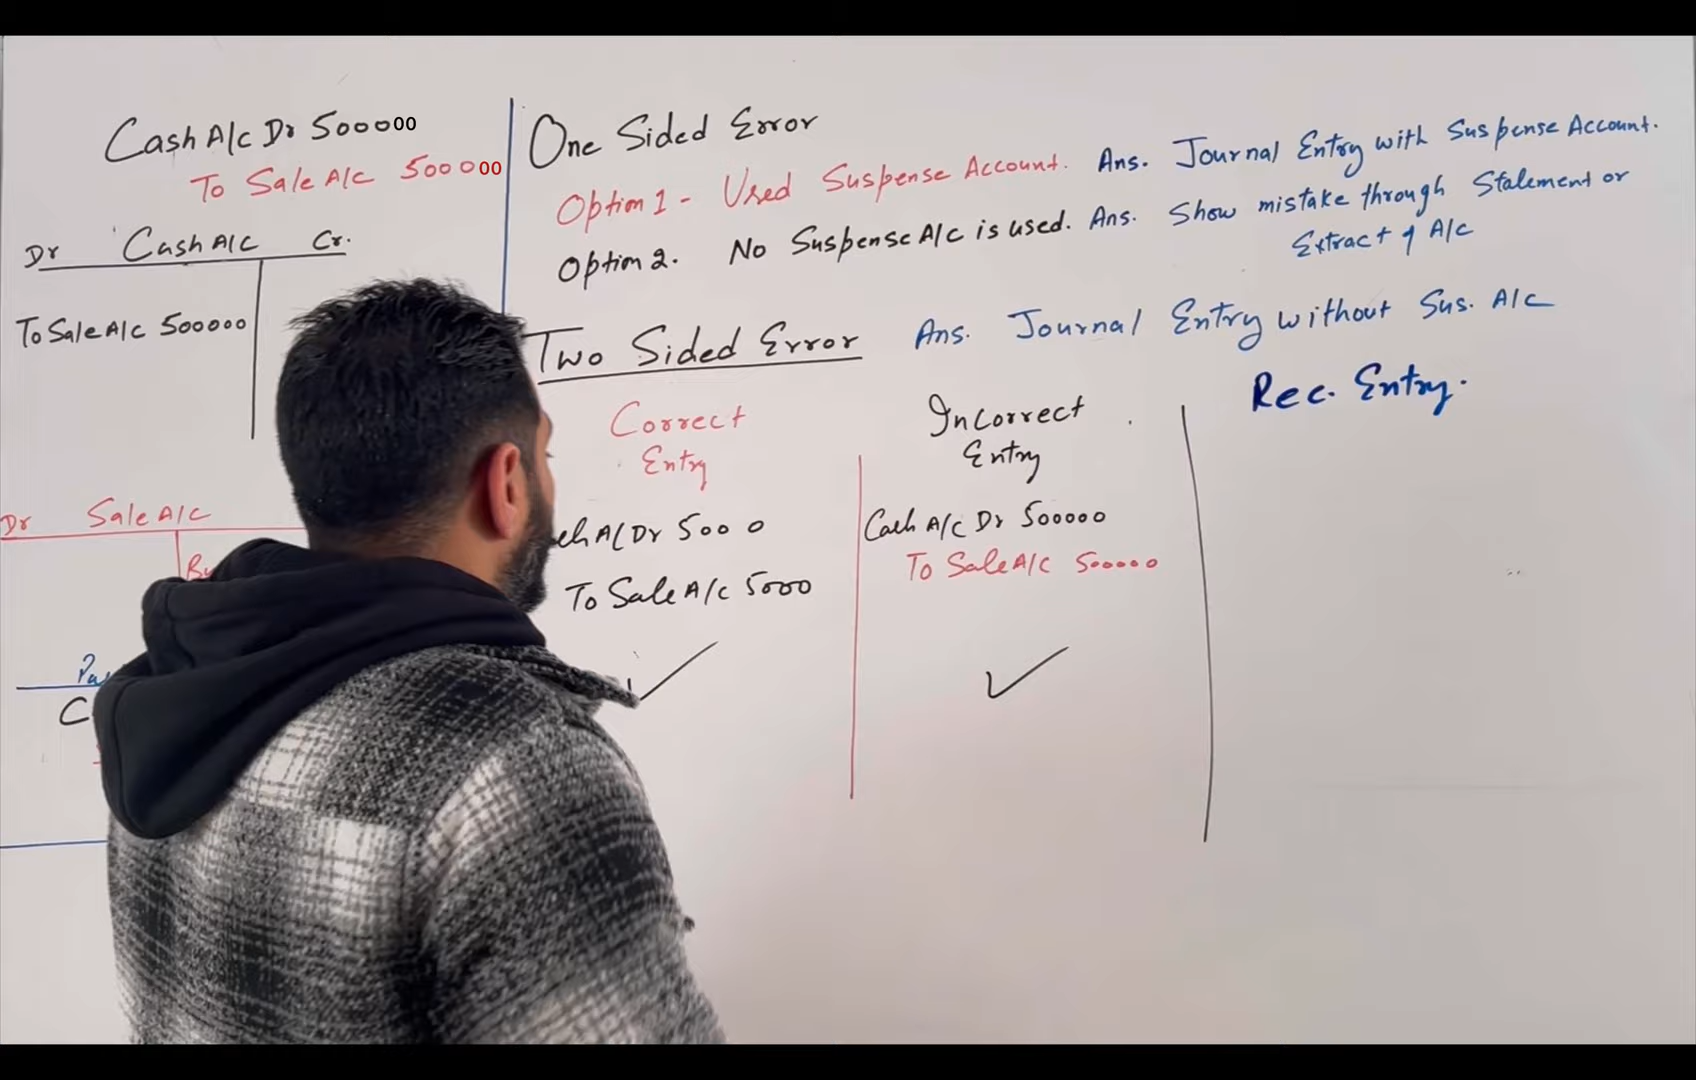 Cash A/c Dr 500000
To Sale A/c 500000
Dr Cash A/c Cr.
To Sale A/c 500000
Dr Sale A/c
One Sided Error
Option 1 - Used Suspense Account. Ans. Journal Entry with Suspense Account.
Option 2. No Suspense A/c is used. Ans. Show mistake through Statement or
Extract of A/c
Two Sided Error Ans. Journal Entry without Sus. A/c
Correct
Entry
A/c Dr 5000
To Sale A/c 5000
Incorrect
Entry
Cash A/c Dr 500000
To Sale A/c 500000
Rec. Entry.